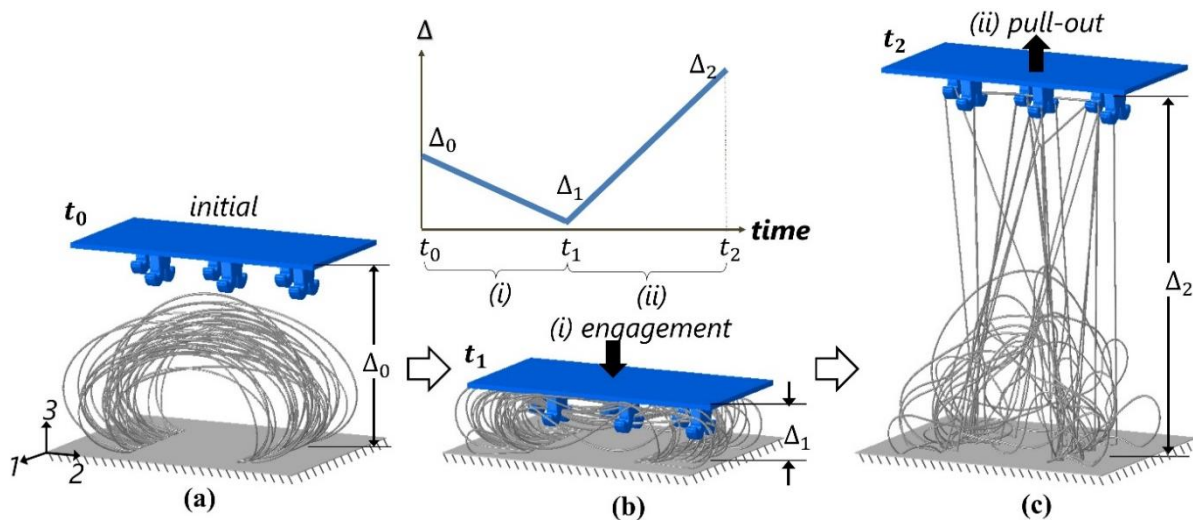 t₀
initial
Δ₀
3
1
2
(a)
Δ
Δ₀
Δ₁
Δ₂
time
t₀
t₁
t₂
(i)
(ii)
(i) engagement
t₁
Δ₁
(b)
(ii) pull-out
t₂
Δ₂
(c)